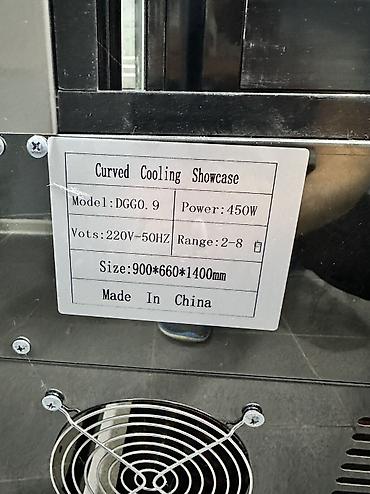 Curved Cooling Showcase
Model:DGG0.9 Power:450W
Vots:220V-50HZ Range:2-8
Size:900*660*1400mm
Made In China